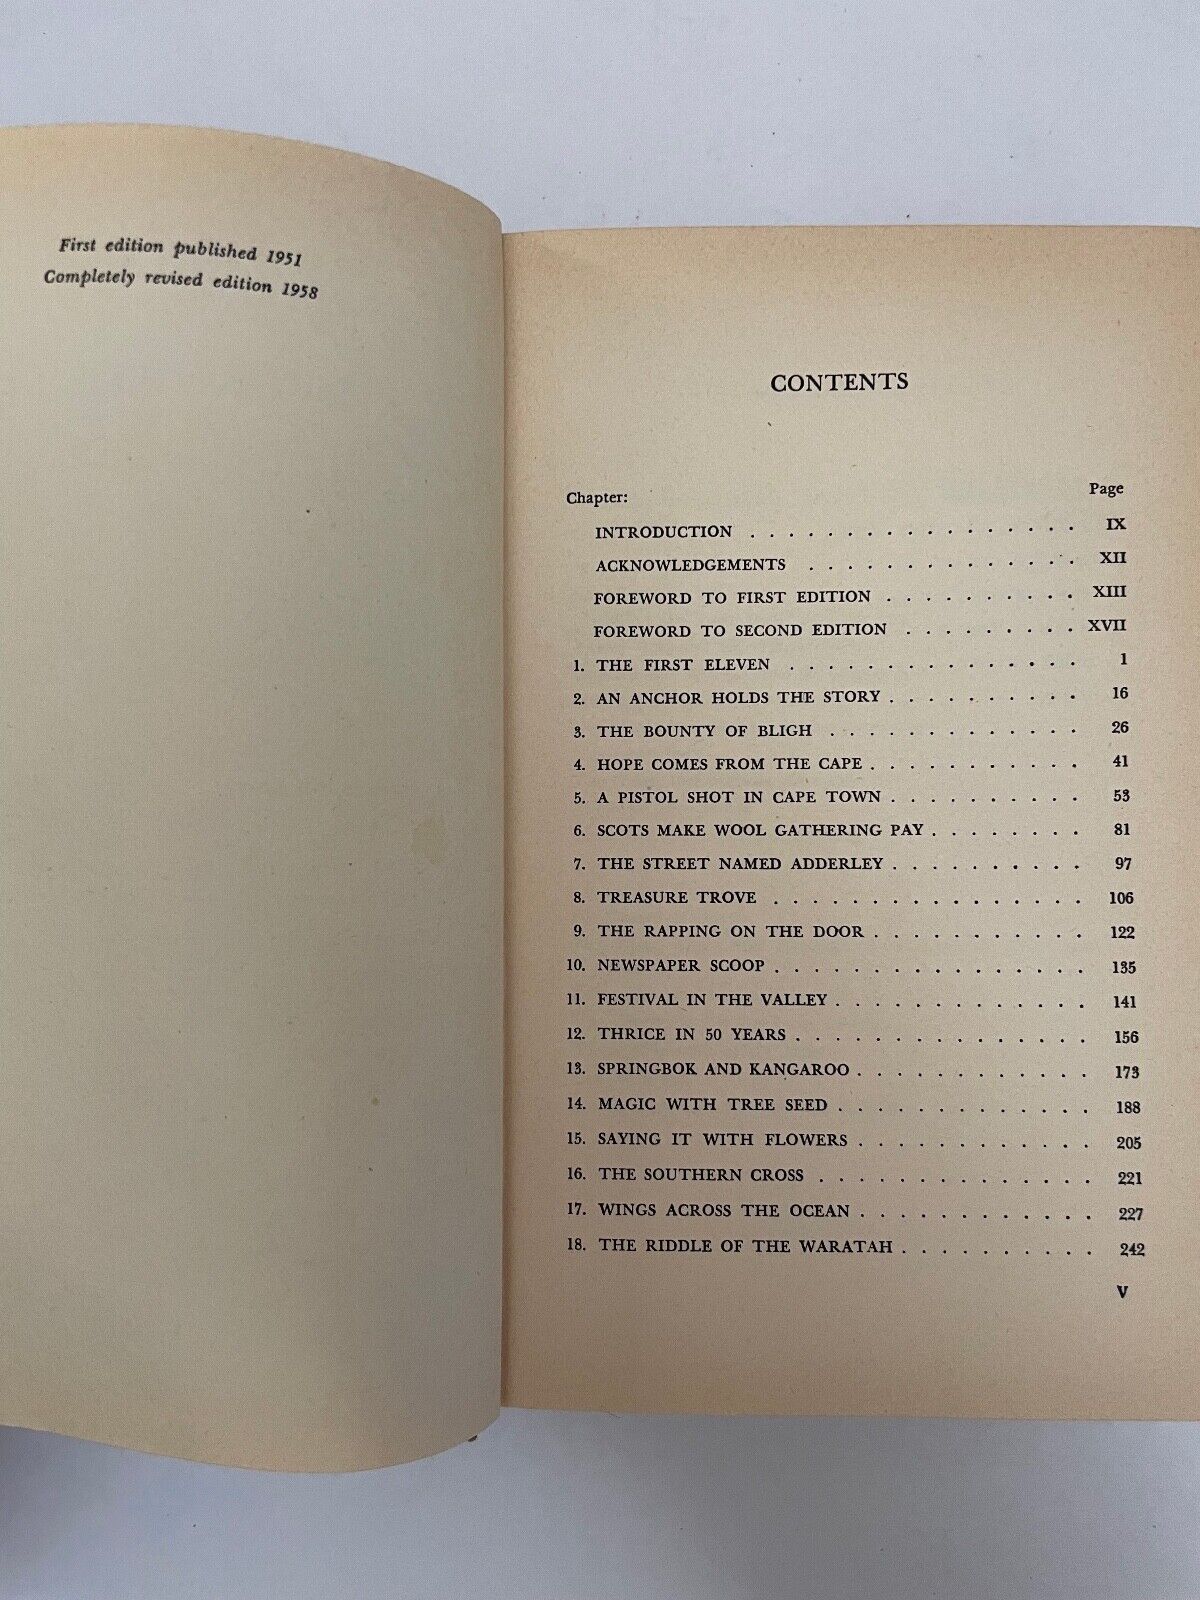 First edition published 1951
Completely revised edition 1958
CONTENTS
Chapter: Page
INTRODUCTION . . . . . . . . . . . . . . . . . IX
ACKNOWLEDGEMENTS . . . . . . . . . . . . . . XII
FOREWORD TO FIRST EDITION . . . . . . . . . . XIII
FOREWORD TO SECOND EDITION . . . . . . . . . XVII
1. THE FIRST ELEVEN . . . . . . . . . . . . . . . 1
2. AN ANCHOR HOLDS THE STORY . . . . . . . . . . 16
3. THE BOUNTY OF BLIGH . . . . . . . . . . . . . 26
4. HOPE COMES FROM THE CAPE . . . . . . . . . . . 41
5. A PISTOL SHOT IN CAPE TOWN . . . . . . . . . . 53
6. SCOTS MAKE WOOL GATHERING PAY . . . . . . . . 81
7. THE STREET NAMED ADDERLEY . . . . . . . . . . 97
8. TREASURE TROVE . . . . . . . . . . . . . . . . 106
9. THE RAPPING ON THE DOOR . . . . . . . . . . . 122
10. NEWSPAPER SCOOP . . . . . . . . . . . . . . . . 135
11. FESTIVAL IN THE VALLEY . . . . . . . . . . . . . 141
12. THRICE IN 50 YEARS . . . . . . . . . . . . . . . 156
13. SPRINGBOK AND KANGAROO . . . . . . . . . . . . 173
14. MAGIC WITH TREE SEED . . . . . . . . . . . . . 188
15. SAYING IT WITH FLOWERS . . . . . . . . . . . . 205
16. THE SOUTHERN CROSS . . . . . . . . . . . . . . 221
17. WINGS ACROSS THE OCEAN . . . . . . . . . . . . 227
18. THE RIDDLE OF THE WARATAH . . . . . . . . . . 242
V